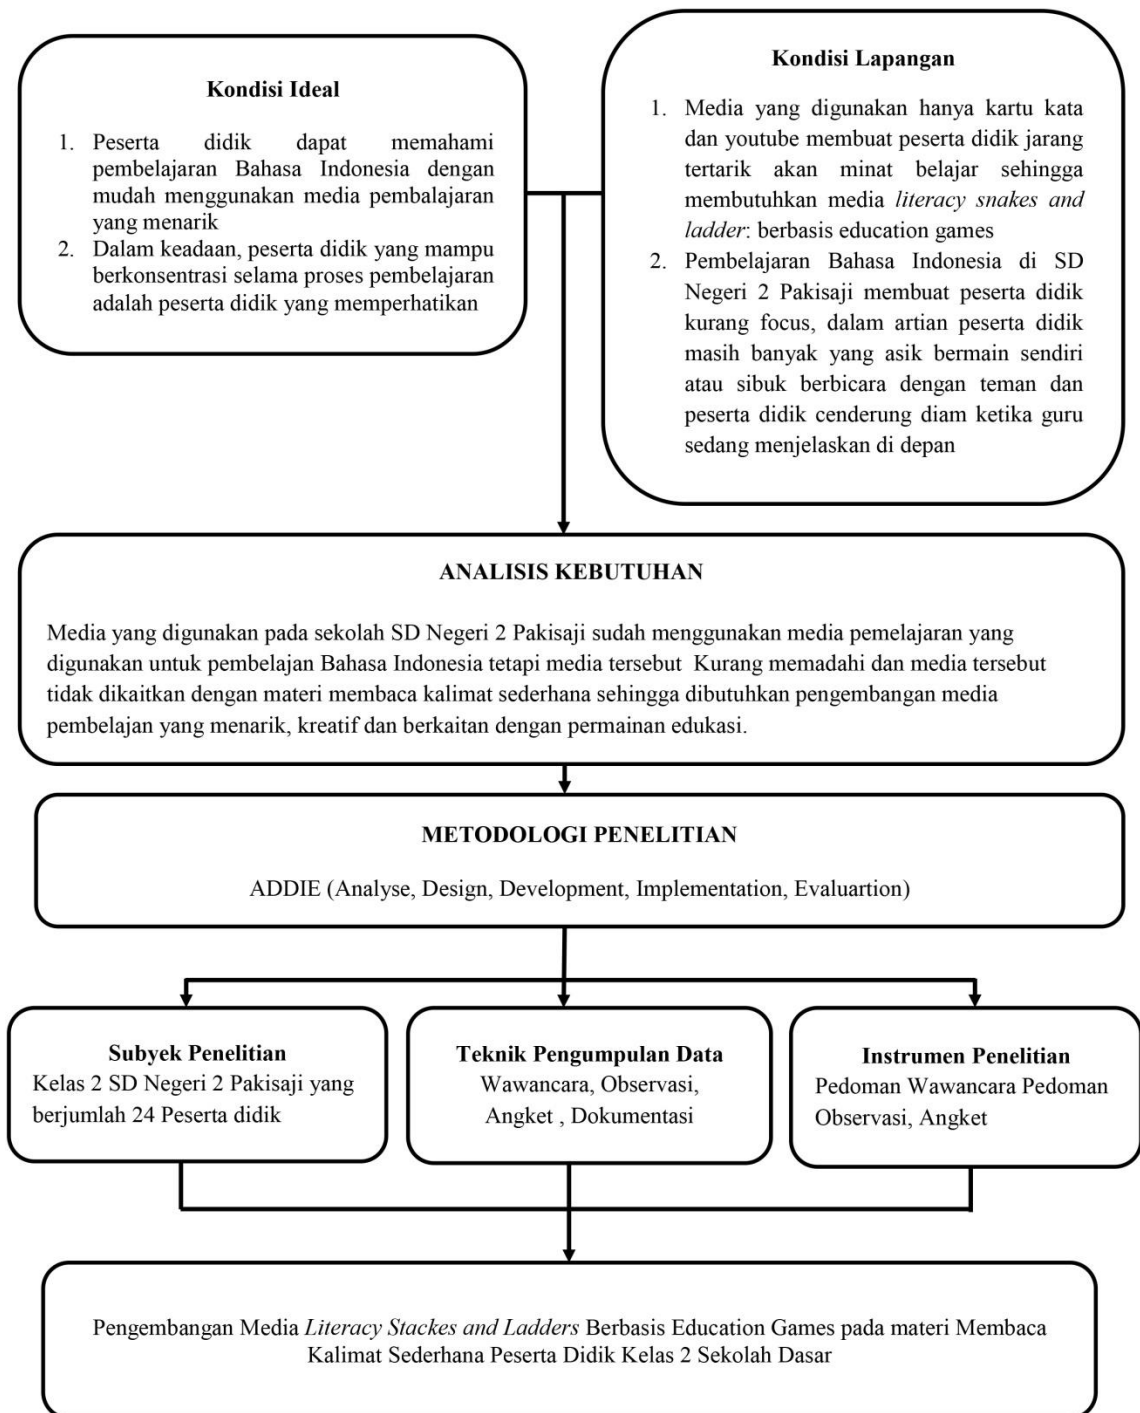 Kondisi Ideal
1. Peserta didik dapat memahami
pembelajaran Bahasa Indonesia dengan
mudah menggunakan media pembalajaran
yang menarik
2. Dalam keadaan, peserta didik yang mampu
berkonsentrasi selama proses pembelajaran
adalah peserta didik yang memperhatikan
Kondisi Lapangan
1. Media yang digunakan hanya kartu kata
dan youtube membuat peserta didik jarang
tertarik akan minat belajar sehingga
membutuhkan media literacy snakes and
ladder: berbasis education games
2. Pembelajaran Bahasa Indonesia di SD
Negeri 2 Pakisaji membuat peserta didik
kurang focus, dalam artian peserta didik
masih banyak yang asik bermain sendiri
atau sibuk berbicara dengan teman dan
peserta didik cenderung diam ketika guru
sedang menjelaskan di depan
ANALISIS KEBUTUHAN
Media yang digunakan pada sekolah SD Negeri 2 Pakisaji sudah menggunakan media pemelajaran yang
digunakan untuk pembelajan Bahasa Indonesia tetapi media tersebut Kurang memadahi dan media tersebut
tidak dikaitkan dengan materi membaca kalimat sederhana sehingga dibutuhkan pengembangan media
pembelajan yang menarik, kreatif dan berkaitan dengan permainan edukasi.
METODOLOGI PENELITIAN
ADDIE (Analyse, Design, Development, Implementation, Evaluartion)
Subyek Penelitian
Kelas 2 SD Negeri 2 Pakisaji yang
berjumlah 24 Peserta didik
Teknik Pengumpulan Data
Wawancara, Observasi,
Angket , Dokumentasi
Instrumen Penelitian
Pedoman Wawancara Pedoman
Observasi, Angket
Pengembangan Media Literacy Stackes and Ladders Berbasis Education Games pada materi Membaca
Kalimat Sederhana Peserta Didik Kelas 2 Sekolah Dasar